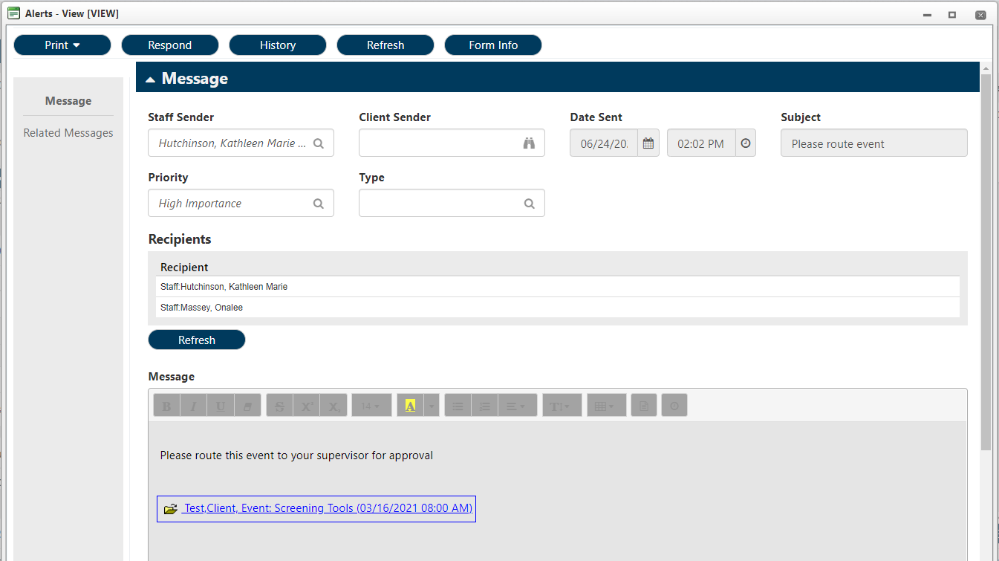 Alerts - View [VIEW]
Print Respond History Refresh Form Info
Message
Related Messages
Message
Staff Sender Client Sender Date Sent Subject
Hutchinson, Kathleen Marie ... 06/24/20. 02:02 PM Please route event
Priority Type
High Importance
Recipients
Recipient
Staff:Hutchinson, Kathleen Marie
Staff:Massey, Onalee
Refresh
Message
B I U S X² X, 14 A TI
Please route this event to your supervisor for approval
Test,Client, Event: Screening Tools (03/16/2021 08:00 AM)